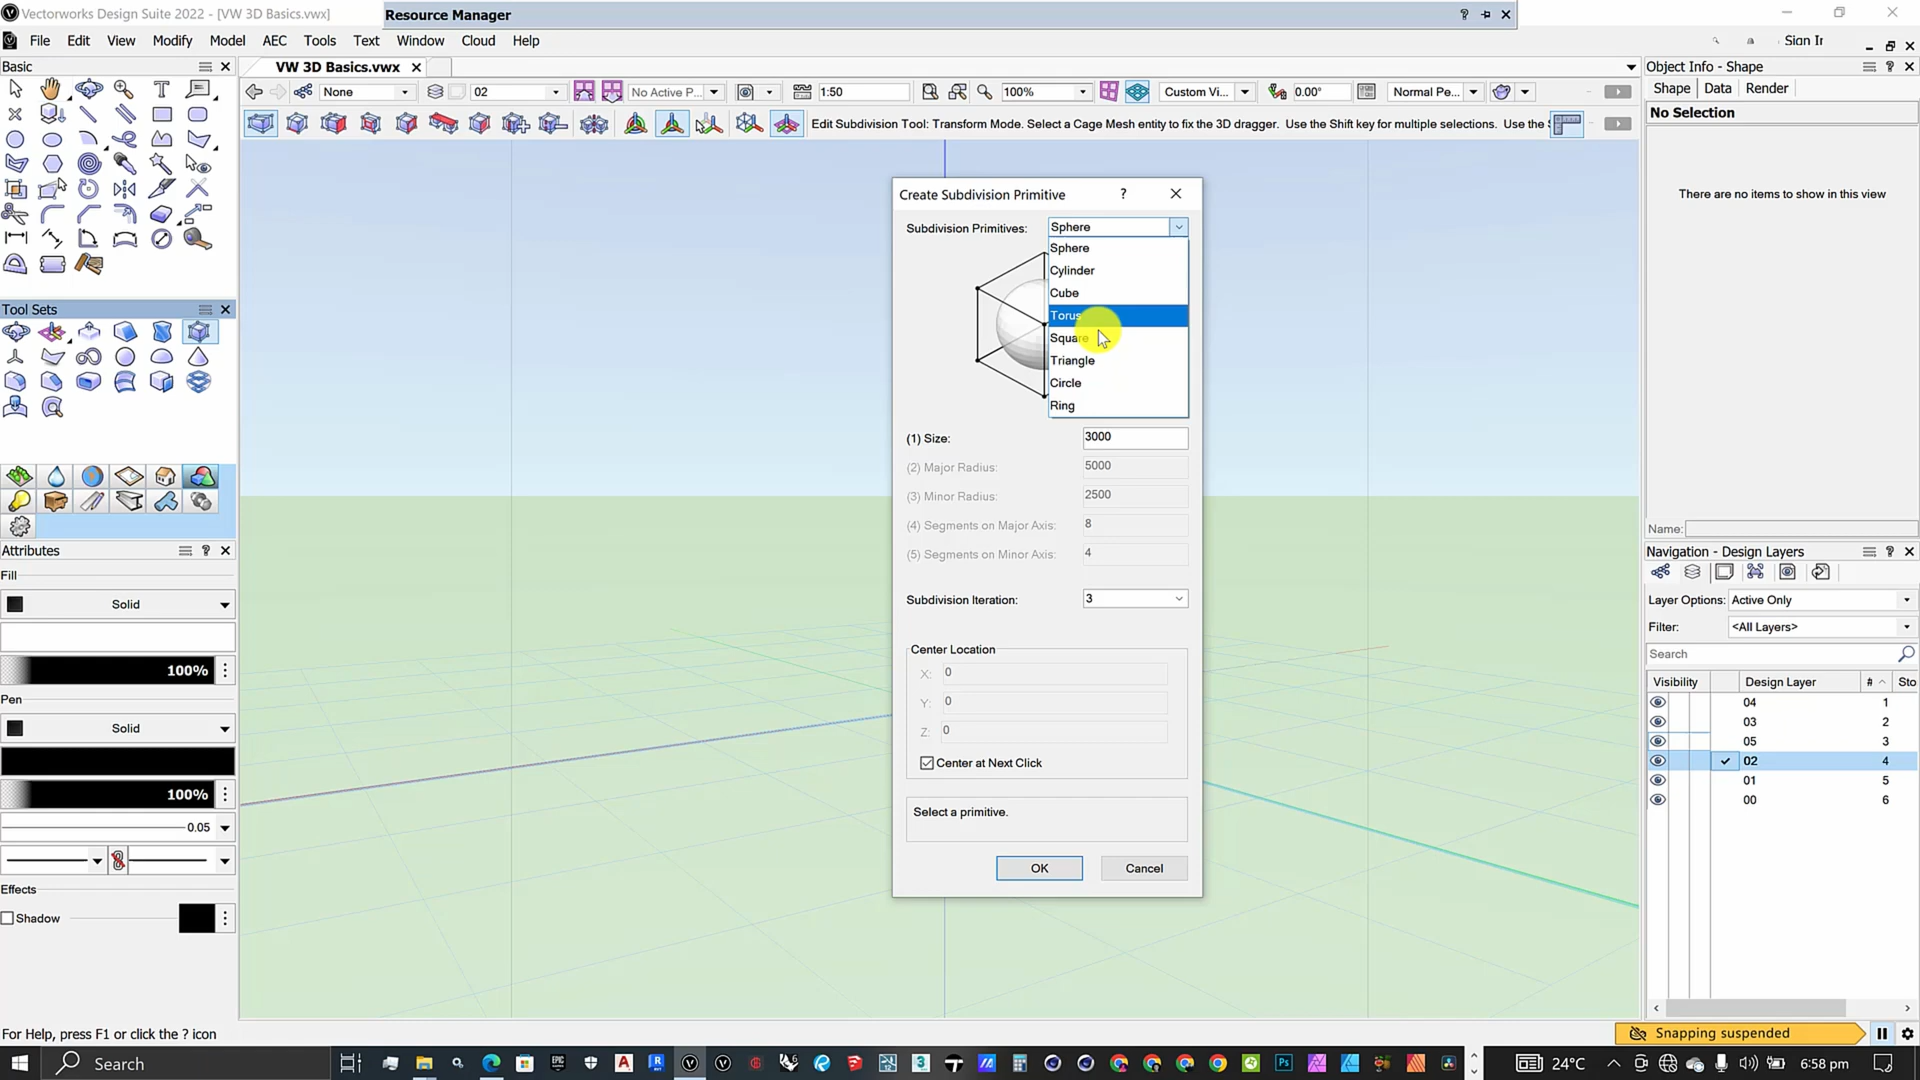 Vectorworks Design Suite 2022 - [VW 3D Basics.vwx]
Resource Manager
File Edit View Modify Model AEC Tools Text Window Cloud Help
Sign Ir
Basic
VW 3D Basics.vwx
Object Info - Shape
Shape Data Render
None 02 No Active P... 1:50 100% Custom Vi... 0.00° Normal Pe...
No Selection
Edit Subdivision Tool: Transform Mode. Select a Cage Mesh entity to fix the 3D dragger. Use the Shift key for multiple selections. Use the S
There are no items to show in this view
Create Subdivision Primitive
Subdivision Primitives: Sphere
Sphere
Cylinder
Cube
Torus
Square
Triangle
Circle
Ring
(1) Size: 3000
(2) Major Radius: 5000
(3) Minor Radius: 2500
(4) Segments on Major Axis: 8
(5) Segments on Minor Axis: 4
Subdivision Iteration: 3
Center Location
X: 0
Y: 0
Z: 0
Center at Next Click
Select a primitive.
OK Cancel
Tool Sets
Attributes
Fill
Solid
100%
Pen
Solid
100%
0.05
Effects
Shadow
Name:
Navigation - Design Layers
Layer Options: Active Only
Filter: <All Layers>
Search
Visibility Design Layer # Sto
04 1
03 2
05 3
02 4
01 5
00 6
For Help, press F1 or click the ? icon
Snapping suspended
Search
24°C 6:58 pm